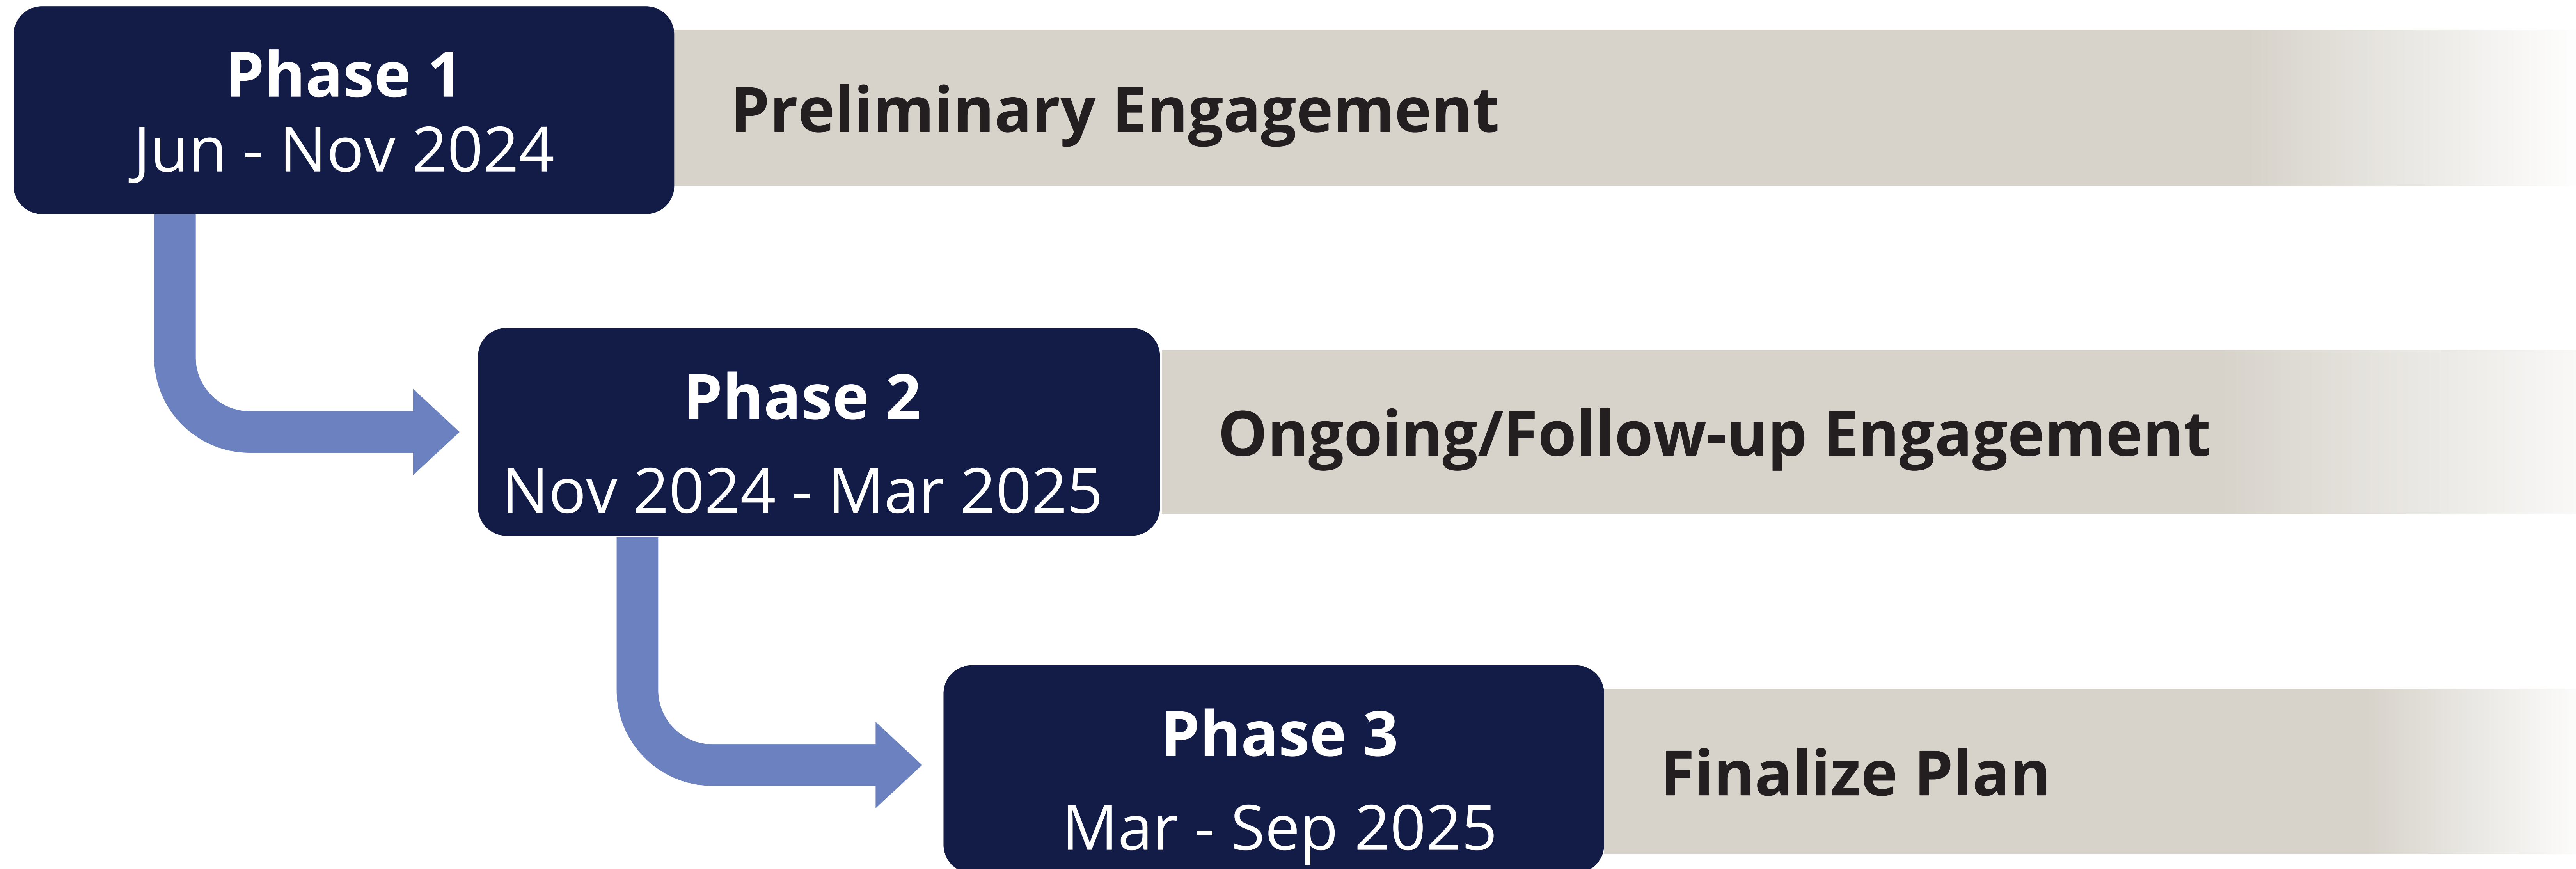 Phase 1
Jun - Nov 2024
Preliminary Engagement
Phase 2
Nov 2024 - Mar 2025
Ongoing/Follow-up Engagement
Phase 3
Mar - Sep 2025
Finalize Plan